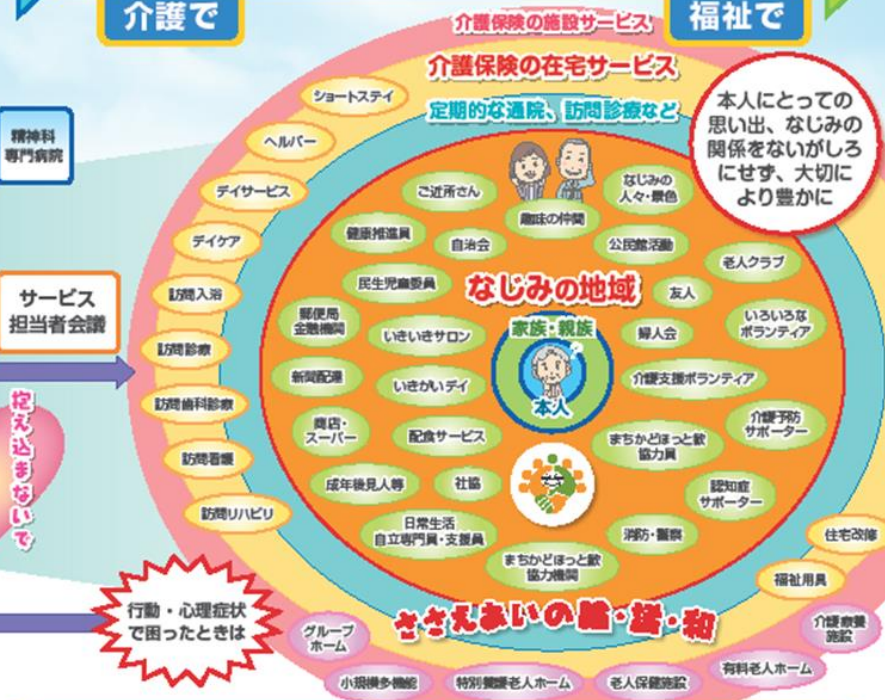 介護で
福祉で
介護保険の施設サービス
介護保険の在宅サービス
定期的な通院、訪問診療など
本人にとっての
思い出、なじみの
関係をないがしろ
にせず、大切に
より豊かに
精神科
専門病院
サービス
担当者会議
抱え込まないで
ショートステイ
ヘルパー
デイサービス
デイケア
訪問入浴
訪問診療
訪問歯科診療
訪問看護
訪問リハビリ
ご近所さん
なじみの
人々・景色
趣味の仲間
健康推進員
自治会
公民館活動
老人クラブ
民生児童委員
なじみの地域
友人
郵便局
金融機関
いきいきサロン
家族・親族
婦人会
いろいろな
ボランティア
新聞配達
いきがいデイ
本人
介護支援ボランティア
商店・
スーパー
配食サービス
まちかどほっと歓
協力員
介護予防
サポーター
成年後見人等
社協
認知症
サポーター
日常生活
自立専門員・支援員
消防・警察
まちかどほっと歓
協力機関
住宅改修
福祉用具
行動・心理症状
で困ったときは
ささえあいの輪・話・和
グループ
ホーム
小規模多機能
特別養護老人ホーム
老人保健施設
有料老人ホーム
介護療養
施設